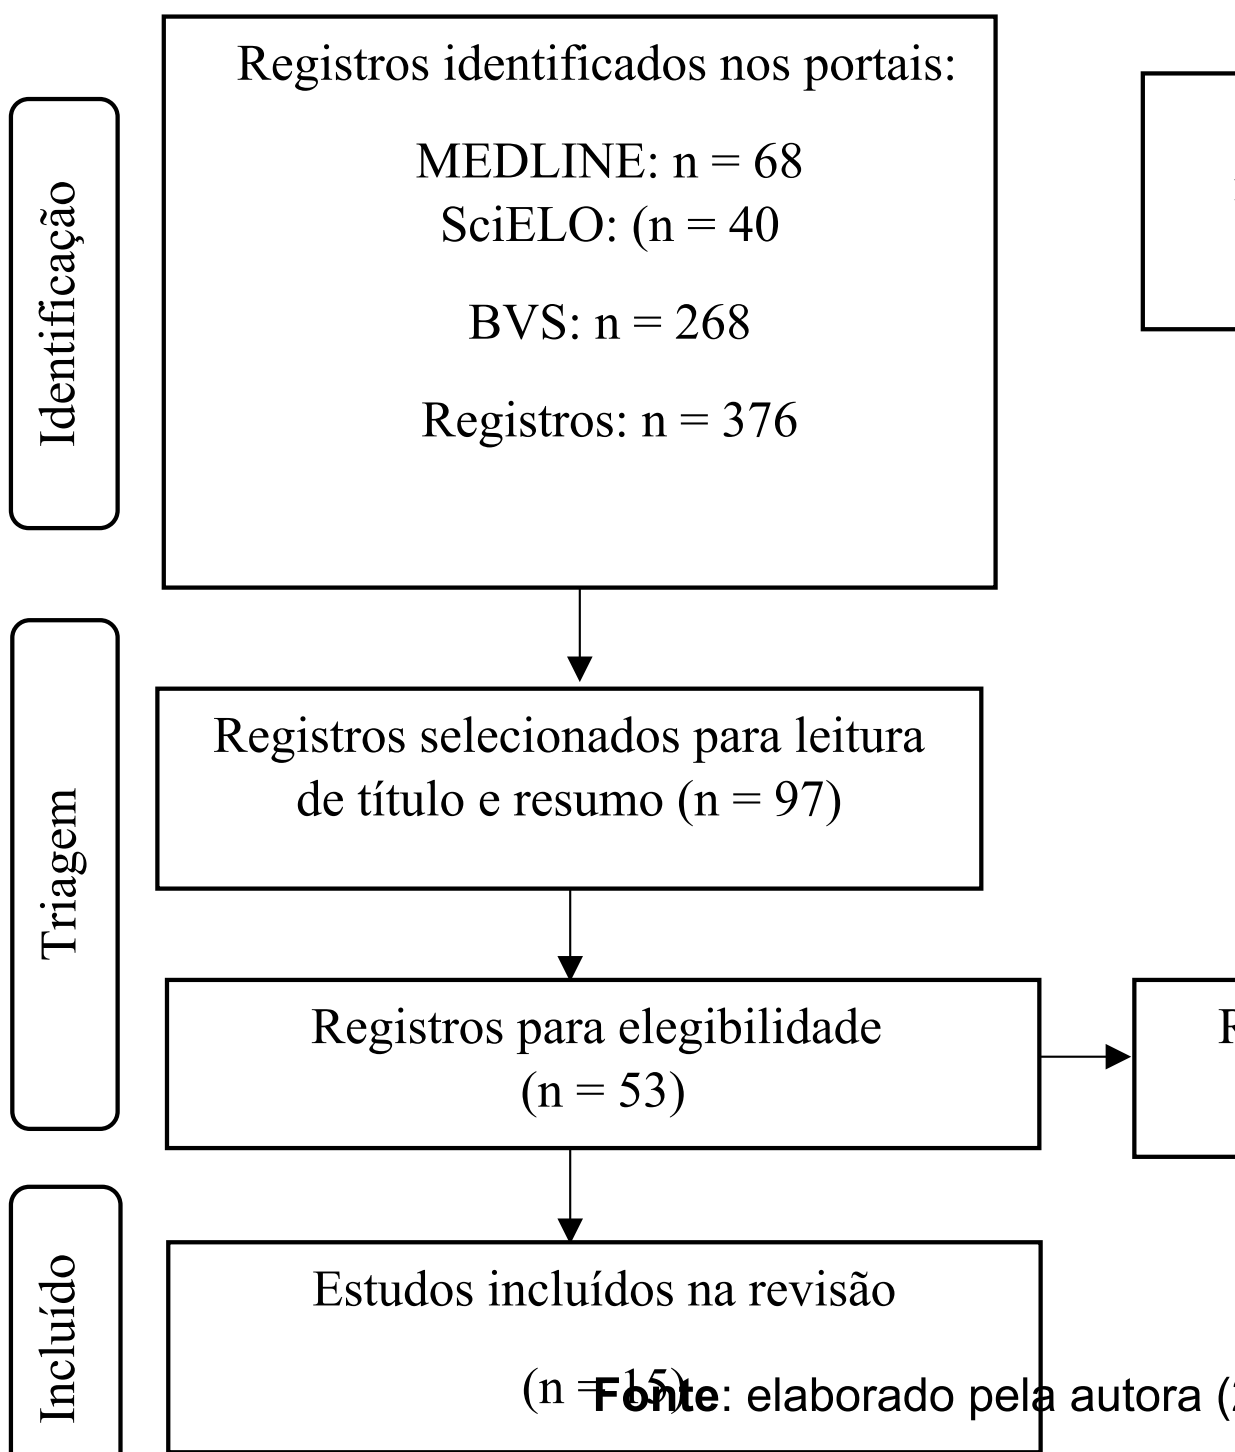 Identificação
Registros identificados nos portais:
MEDLINE: n = 68
SciELO: (n = 40
BVS: n = 268
Registros: n = 376
Triagem
Registros selecionados para leitura
de título e resumo (n = 97)
Registros para elegibilidade
(n = 53)
Incluído
Estudos incluídos na revisão
(n = 15)
Fonte: elaborado pela autora (